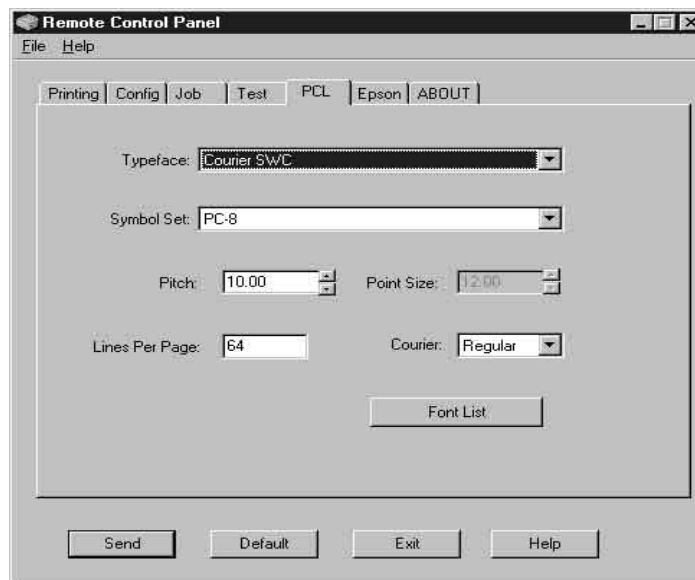 Remote Control Panel
File Help
Printing Config Job Test PCL Epson ABOUT
Typeface: Courier SWC
Symbol Set: PC-8
Pitch: 10.00 Point Size: 12.00
Lines Per Page: 64 Courier: Regular
Font List
Send Default Exit Help